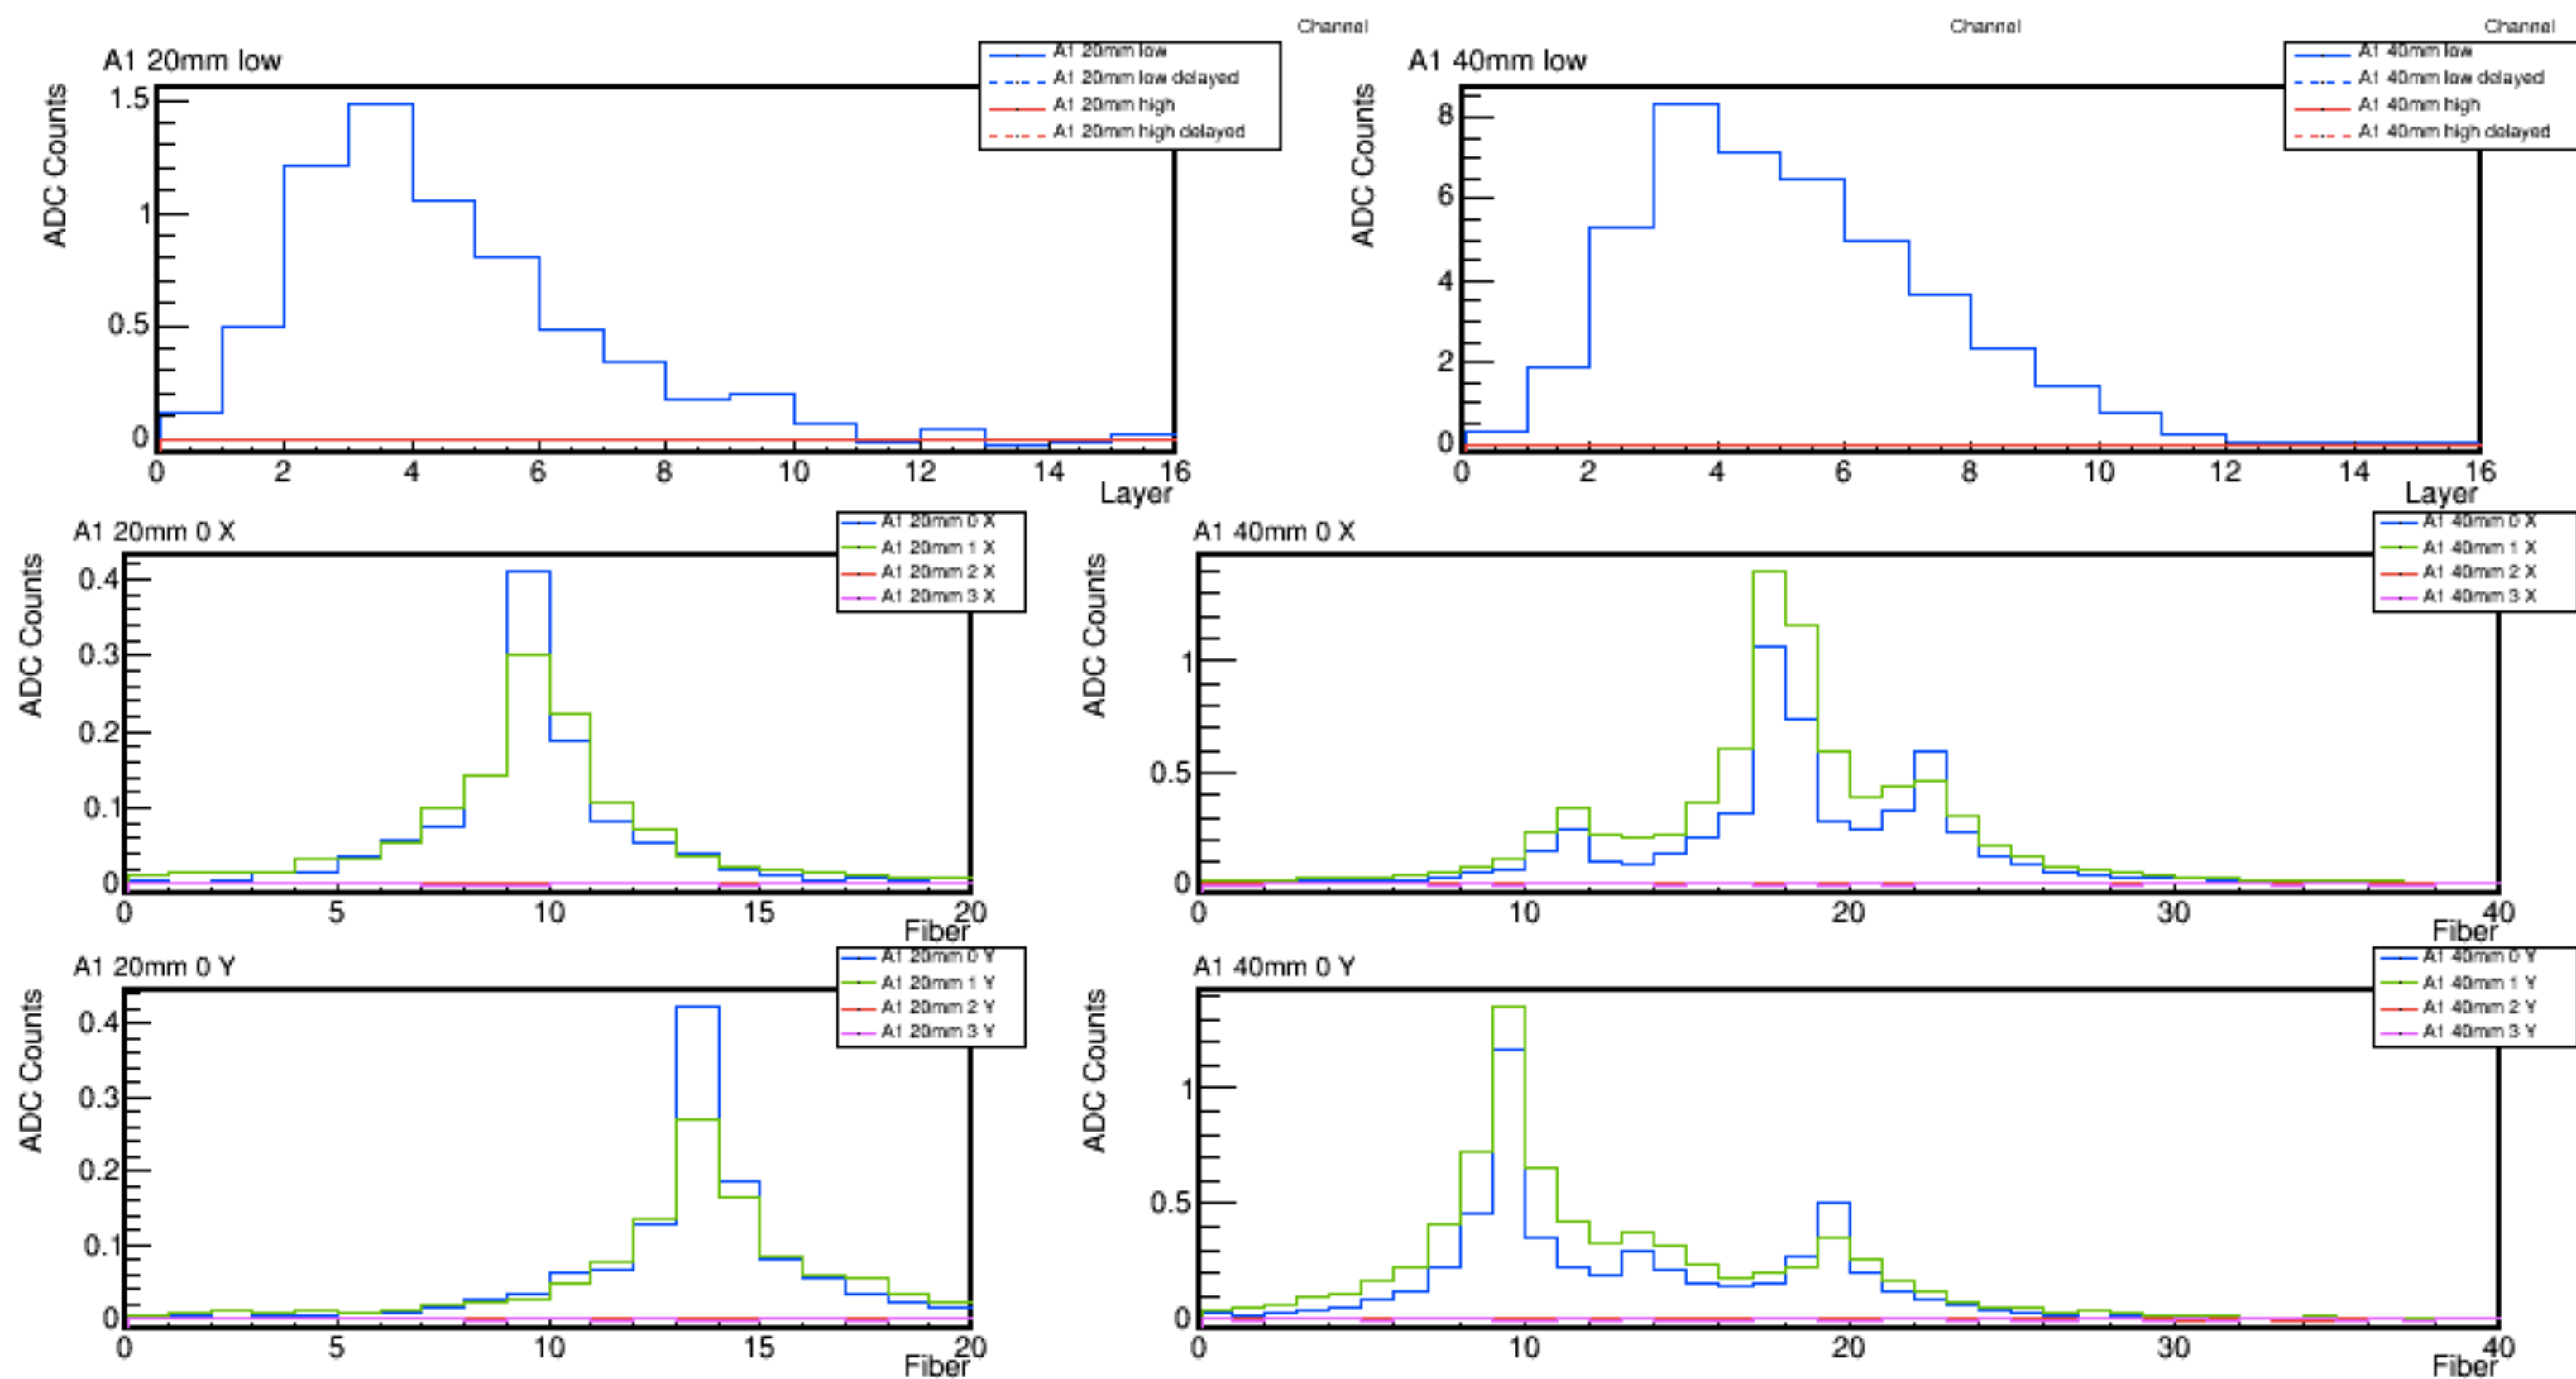 Channel Channel Channel
A1 20mm low
A1 20mm low
A1 20mm low delayed
A1 20mm high
A1 20mm high delayed
ADC Counts
1.5
1
0.5
0
0 2 4 6 8 10 12 14 16
Layer
A1 40mm low
A1 40mm low
A1 40mm low delayed
A1 40mm high
A1 40mm high delayed
ADC Counts
8
6
4
2
0
0 2 4 6 8 10 12 14 16
Layer
A1 20mm 0 X
A1 20mm 0 X
A1 20mm 1 X
A1 20mm 2 X
A1 20mm 3 X
ADC Counts
0.4
0.3
0.2
0.1
0
0 5 10 15 20
Fiber
A1 40mm 0 X
A1 40mm 0 X
A1 40mm 1 X
A1 40mm 2 X
A1 40mm 3 X
ADC Counts
1
0.5
0
0 10 20 30 40
Fiber
A1 20mm 0 Y
A1 20mm 0 Y
A1 20mm 1 Y
A1 20mm 2 Y
A1 20mm 3 Y
ADC Counts
0.4
0.3
0.2
0.1
0
0 5 10 15 20
Fiber
A1 40mm 0 Y
A1 40mm 0 Y
A1 40mm 1 Y
A1 40mm 2 Y
A1 40mm 3 Y
ADC Counts
1
0.5
0
0 10 20 30 40
Fiber